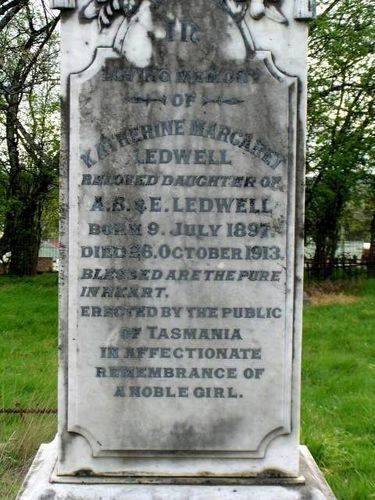 IN LOVING MEMORY
OF
KATHERINE MARGARET
LEDWELL
BELOVED DAUGHTER OF
A.B. & E. LEDWELL
BORN 9. JULY 1897
DIED 26. OCTOBER 1913.
BLESSED ARE THE PURE
IN HEART.
ERECTED BY THE PUBLIC
OF TASMANIA
IN AFFECTIONATE
REMEMBRANCE OF
A NOBLE GIRL.